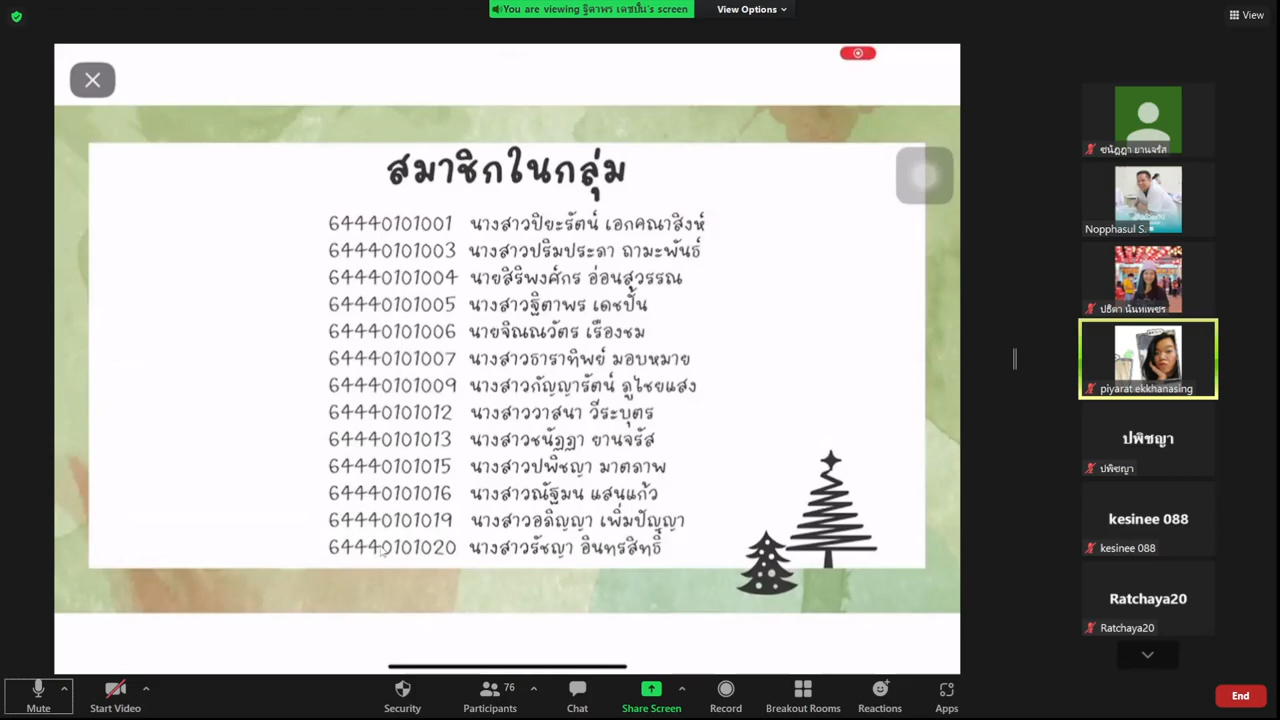 You are viewing ฐิตาพร เดชปั้น's screen
View Options
View
สมาชิกในกลุ่ม
64440101001 นางสาวปิยะรัตน์ เอกคณาสิงห์
64440101003 นางสาวปริมประภา ถามะพันธ์
64440101004 นายสิริพงศ์กร อ่อนสุวรรณ
64440101005 นางสาวฐิตาพร เดชปั้น
64440101006 นายจิณณวัตร เรืองชม
64440101007 นางสาวธาราทิพย์ มอบหมาย
64440101009 นางสาวกัญญารัตน์ ภูไชยแสง
64440101012 นางสาววาสนา วีระบุตร
64440101013 นางสาวชนัฏฏา ยานจรัส
64440101015 นางสาวปพิชญา มาตภาพ
64440101016 นางสาวณัฐมน แสนแก้ว
64440101019 นางสาวอภิญญา เพิ่มปัญญา
64440101020 นางสาวรัชญา อินทรสิทธิ์
ชนัฏฏา ยานจรัส
Nopphasul S.
ปธิตา นันทเพชร
piyarat ekkhanasing
ปพิชญา
ปพิชญา
kesinee 088
kesinee 088
Ratchaya20
Ratchaya20
Mute
Start Video
Security
76
Participants
Chat
Share Screen
Record
Breakout Rooms
Reactions
Apps
End